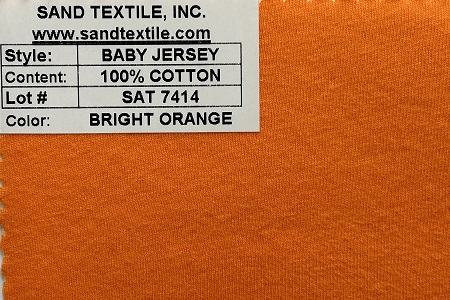 SAND TEXTILE, INC.
www.sandtextile.com
Style: BABY JERSEY
Content: 100% COTTON
Lot # SAT 7414
Color: BRIGHT ORANGE